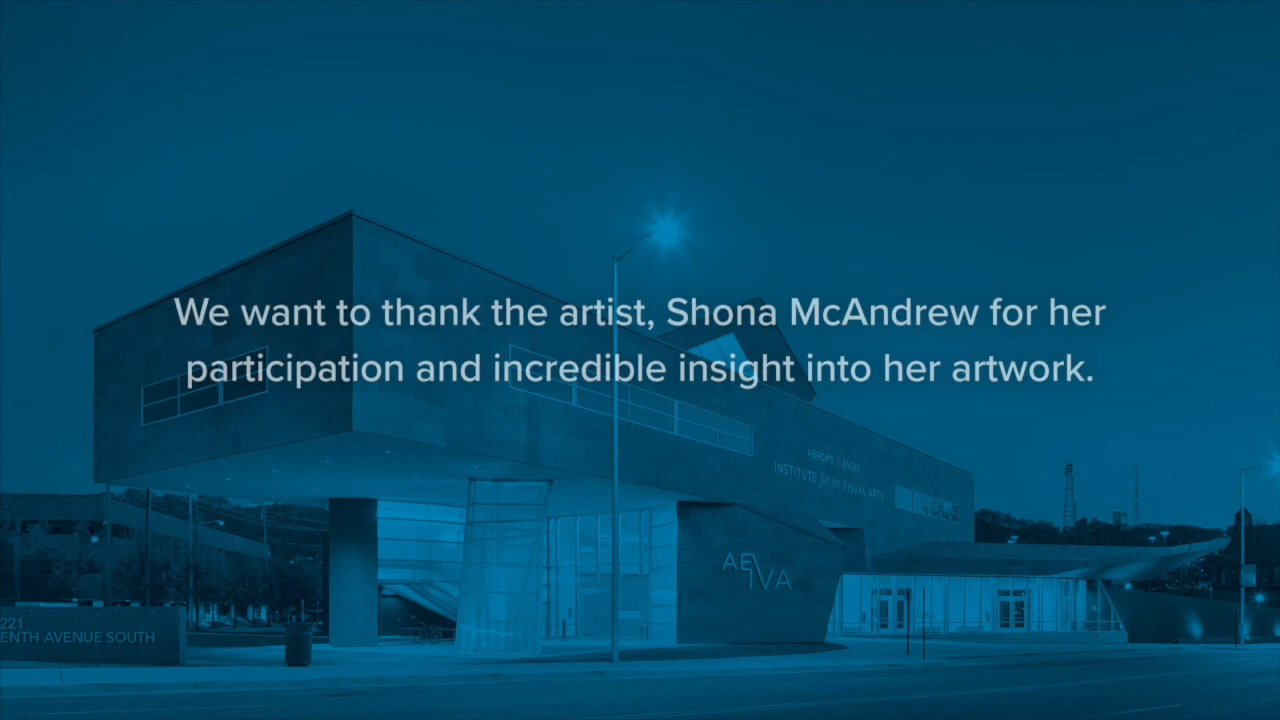 We want to thank the artist, Shona McAndrew for her
participation and incredible insight into her artwork.
ABROMS // ENGEL
INSTITUTE for the VISUAL ARTS
AEIVA
221
ENTH AVENUE SOUTH